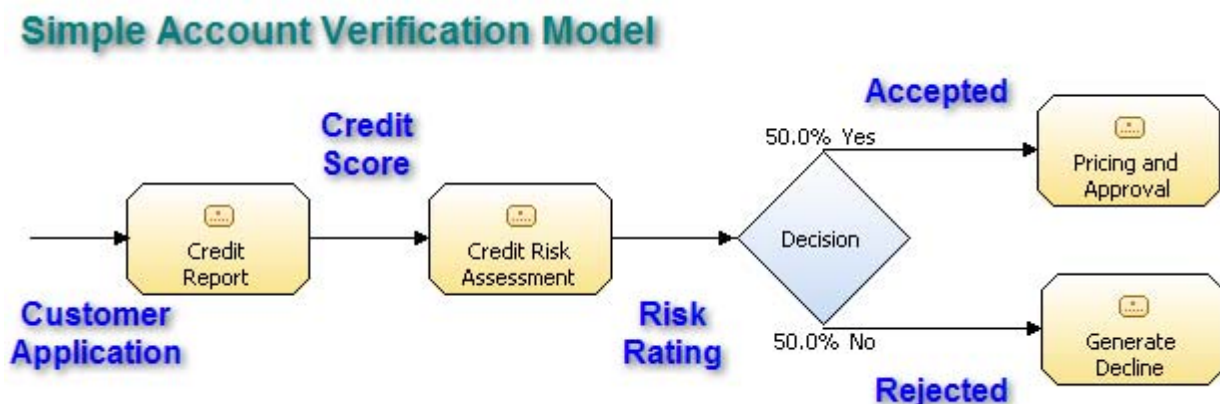 Simple Account Verification Model
Customer
Application
Credit
Report
Credit
Score
Credit Risk
Assessment
Risk
Rating
Decision
50.0% Yes
Accepted
Pricing and
Approval
50.0% No
Rejected
Generate
Decline